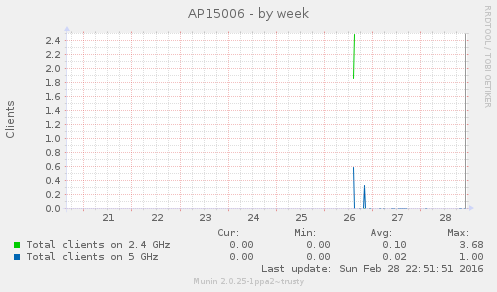 AP15006 - by week
RRDTOOL / TOBI OETIKER
Clients
2.4
2.2
2.0
1.8
1.6
1.4
1.2
1.0
0.8
0.6
0.4
0.2
0.0
21 22 23 24 25 26 27 28
Cur: Min: Avg: Max:
Total clients on 2.4 GHz 0.00 0.00 0.10 3.68
Total clients on 5 GHz 0.00 0.00 0.02 1.00
Last update: Sun Feb 28 22:51:51 2016
Munin 2.0.25-1ppa2~trusty